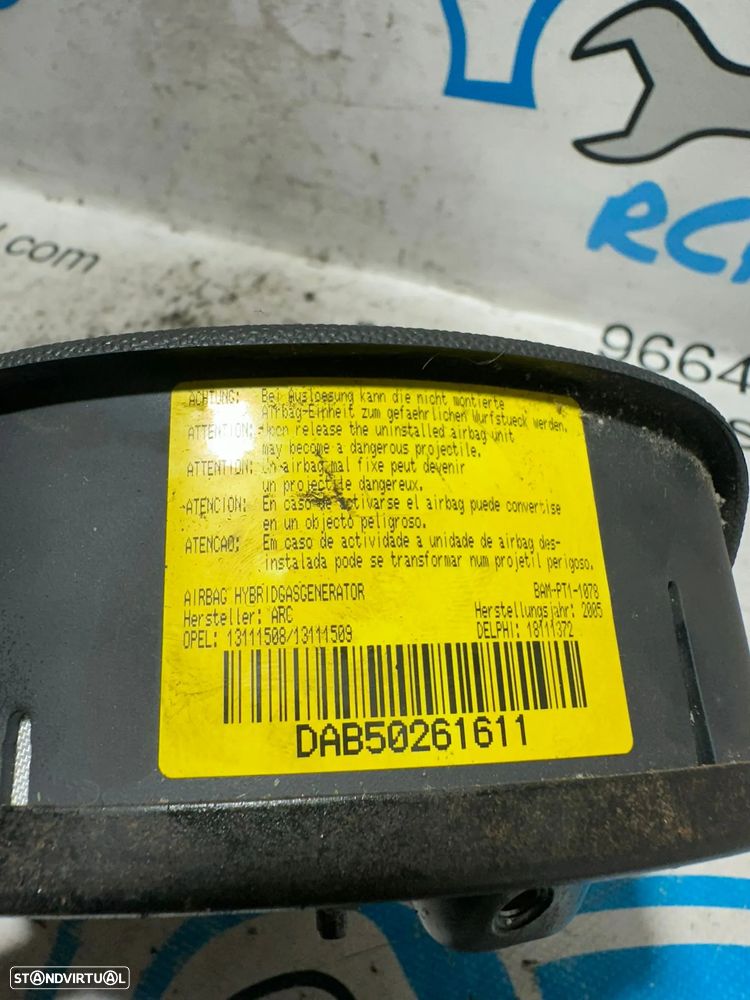 RCP
.com
9664
ACHTUNG: Bei Ausloesung kann die nicht montierte
Airbag-Einheit zum gefaehrlichen Wurfstueck werden.
ATTENTION: Upon release the uninstalled airbag unit
may become a dangerous projectile.
ATTENTION: Un airbag mal fixe peut devenir
un projectile dangereux.
ATENCION: En caso de activarse el airbag puede convertise
en un objecto peligroso.
ATENCAO: Em caso de actividade a unidade de airbag des-
instalada pode se transformar num projetil perigoso.
AIRBAG HYBRIDGASGENERATOR BAM-PT1-1078
Hersteller: ARC Herstellungsjahr: 2005
OPEL: 13111508/13111509 DELPHI: 18111372
DAB50261611
STANDVIRTUAL